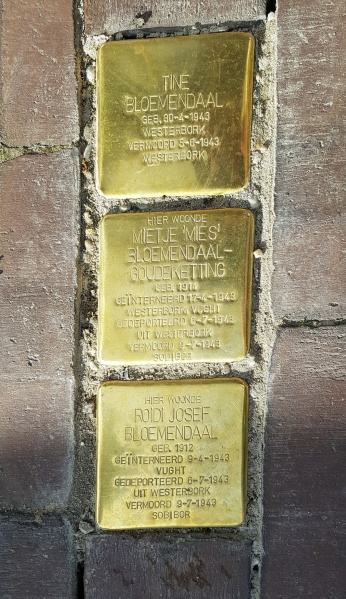 TINE
BLOEMENDAAL
GEB. 30-4-1943
WESTERBORK
VERMOORD 5-6-1943
WESTERBORK
HIER WOONDE
MIETJE 'MIES'
BLOEMENDAAL-
GOUDEKETTING
GEB. 1914
GEÏNTERNEERD 17-4-1943
WESTERBORK VUGHT
GEDEPORTEERD 6-7-1943
UIT WESTERBORK
VERMOORD 9-7-1943
SOBIBOR
HIER WOONDE
ROIDI JOSEF
BLOEMENDAAL
GEB. 1912
GEÏNTERNEERD 9-4-1943
VUGHT
GEDEPORTEERD 6-7-1943
UIT WESTERBORK
VERMOORD 9-7-1943
SOBIBOR